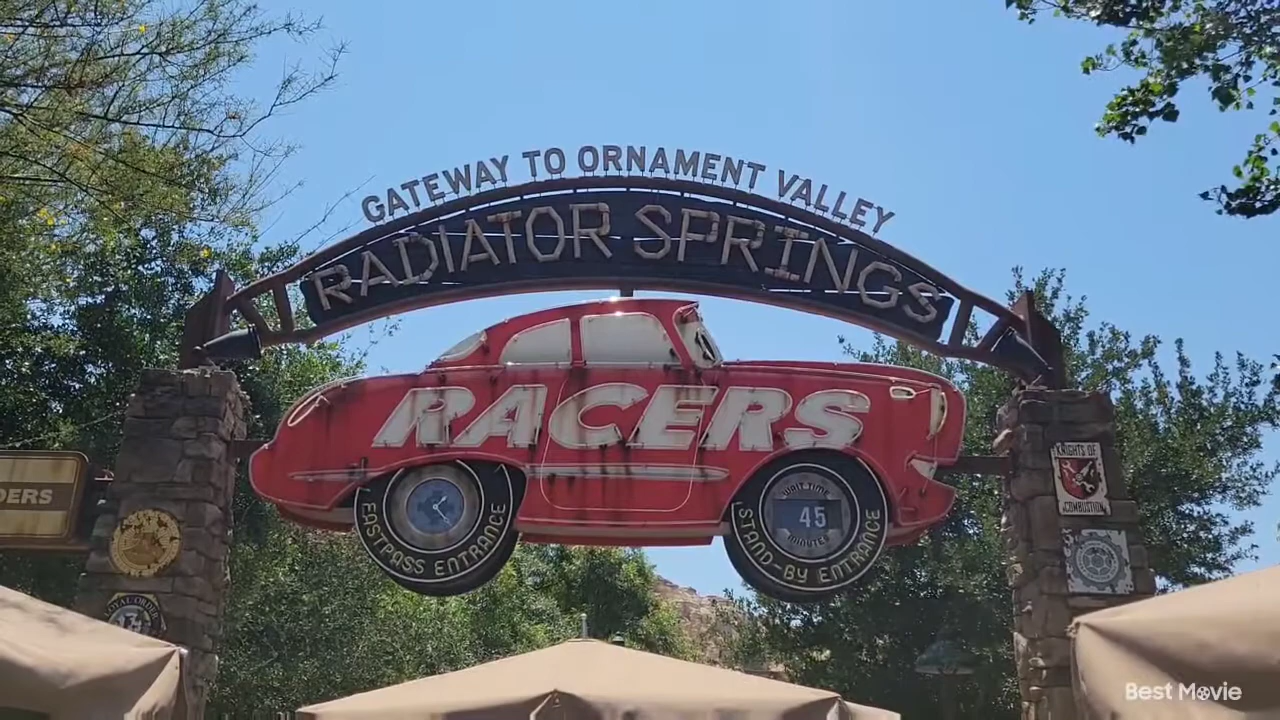 GATEWAY TO ORNAMENT VALLEY
RADIATOR SPRINGS
RACERS
FASTPASS ENTRANCE
WAIT TIME
45
MINUTES
STAND-BY ENTRANCE
DERS
KNIGHTS OF
COMBUSTION
Best Movie